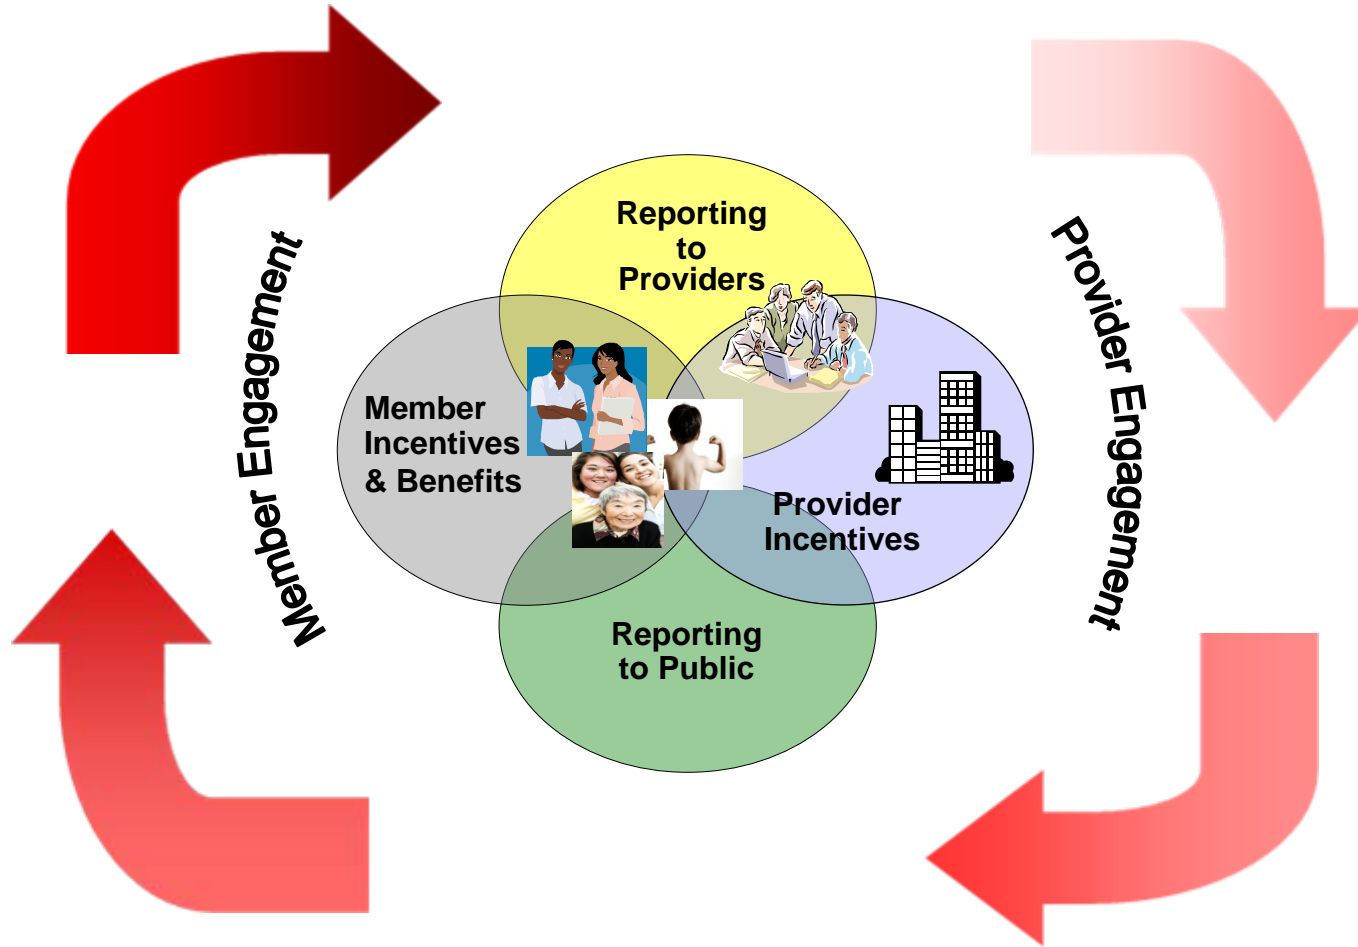 Reporting
to
Providers
Member Engagement
Provider Engagement
Member
Incentives
& Benefits
Provider
Incentives
Reporting
to Public